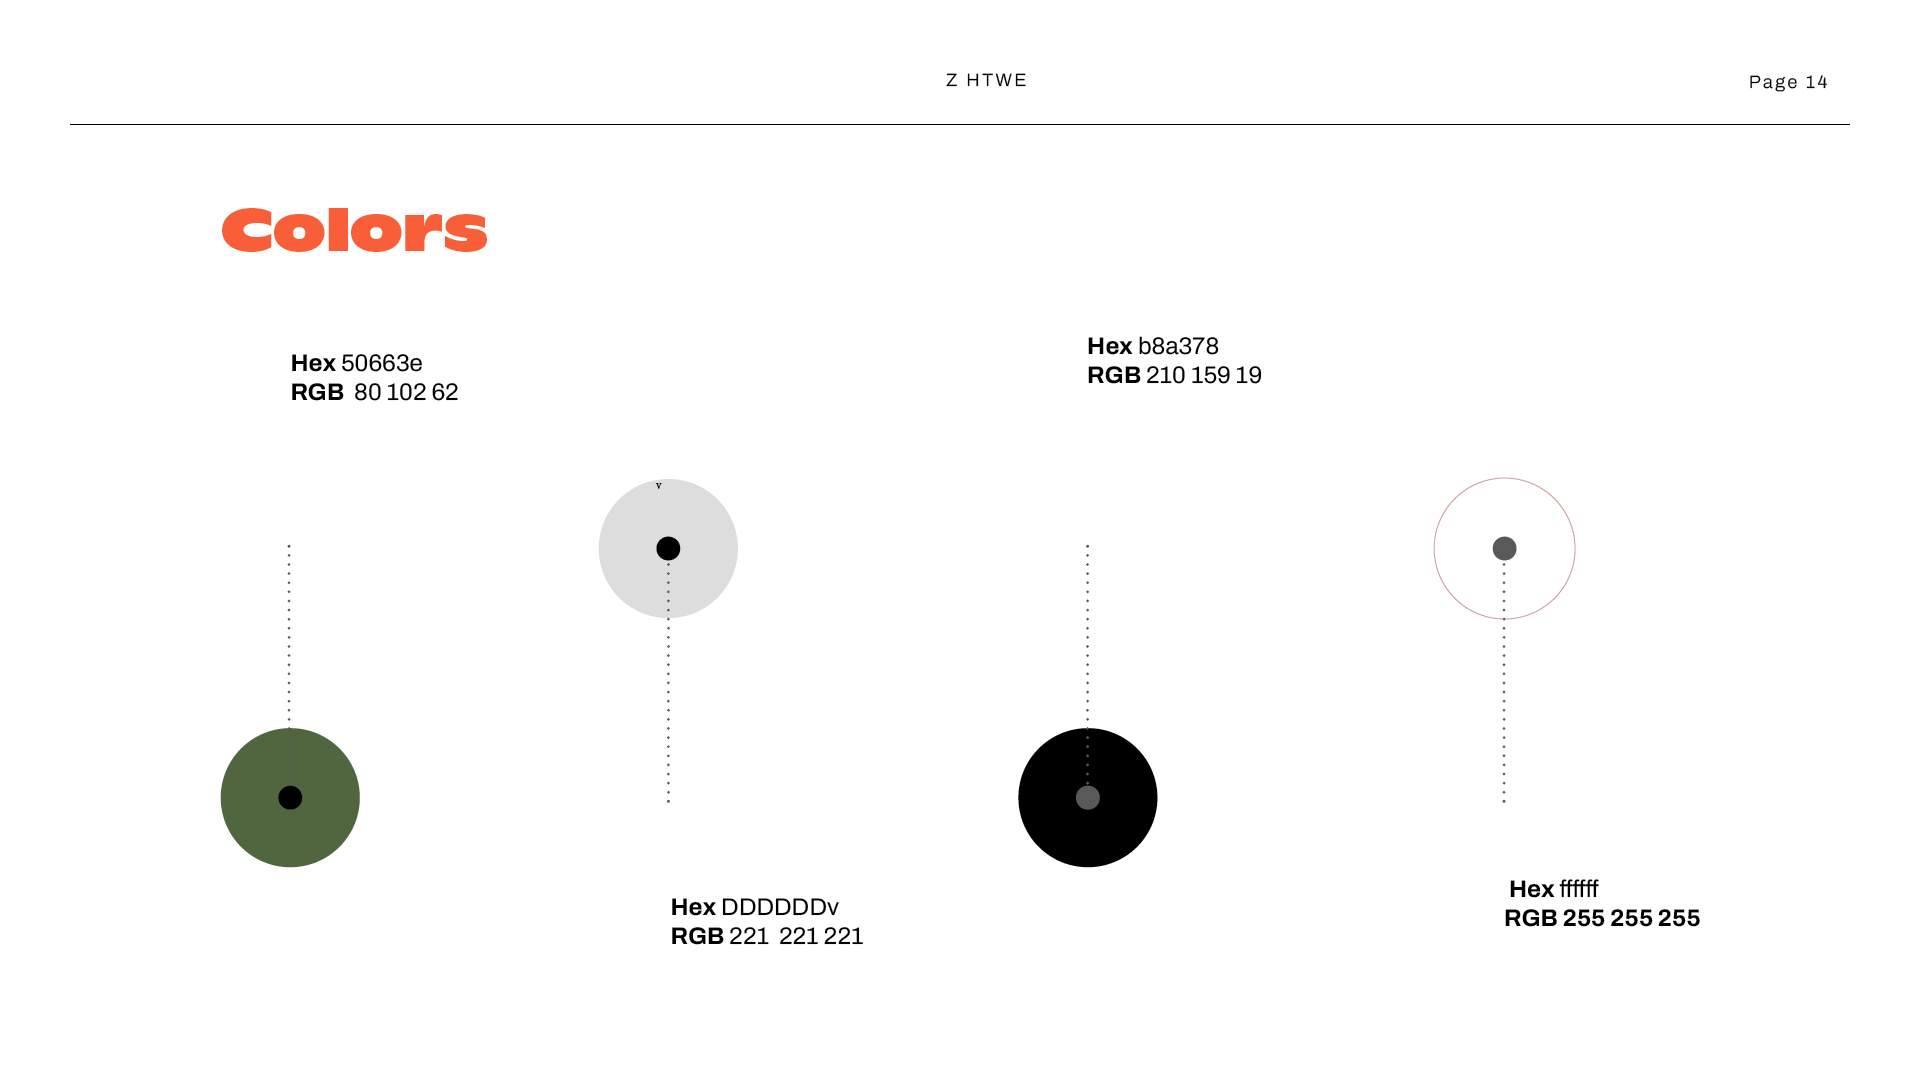 Z HTWE
Page 14
Colors
Hex 50663e
RGB 80 102 62
Hex b8a378
RGB 210 159 19
v
Hex DDDDDDv
RGB 221 221 221
Hex ffffff
RGB 255 255 255